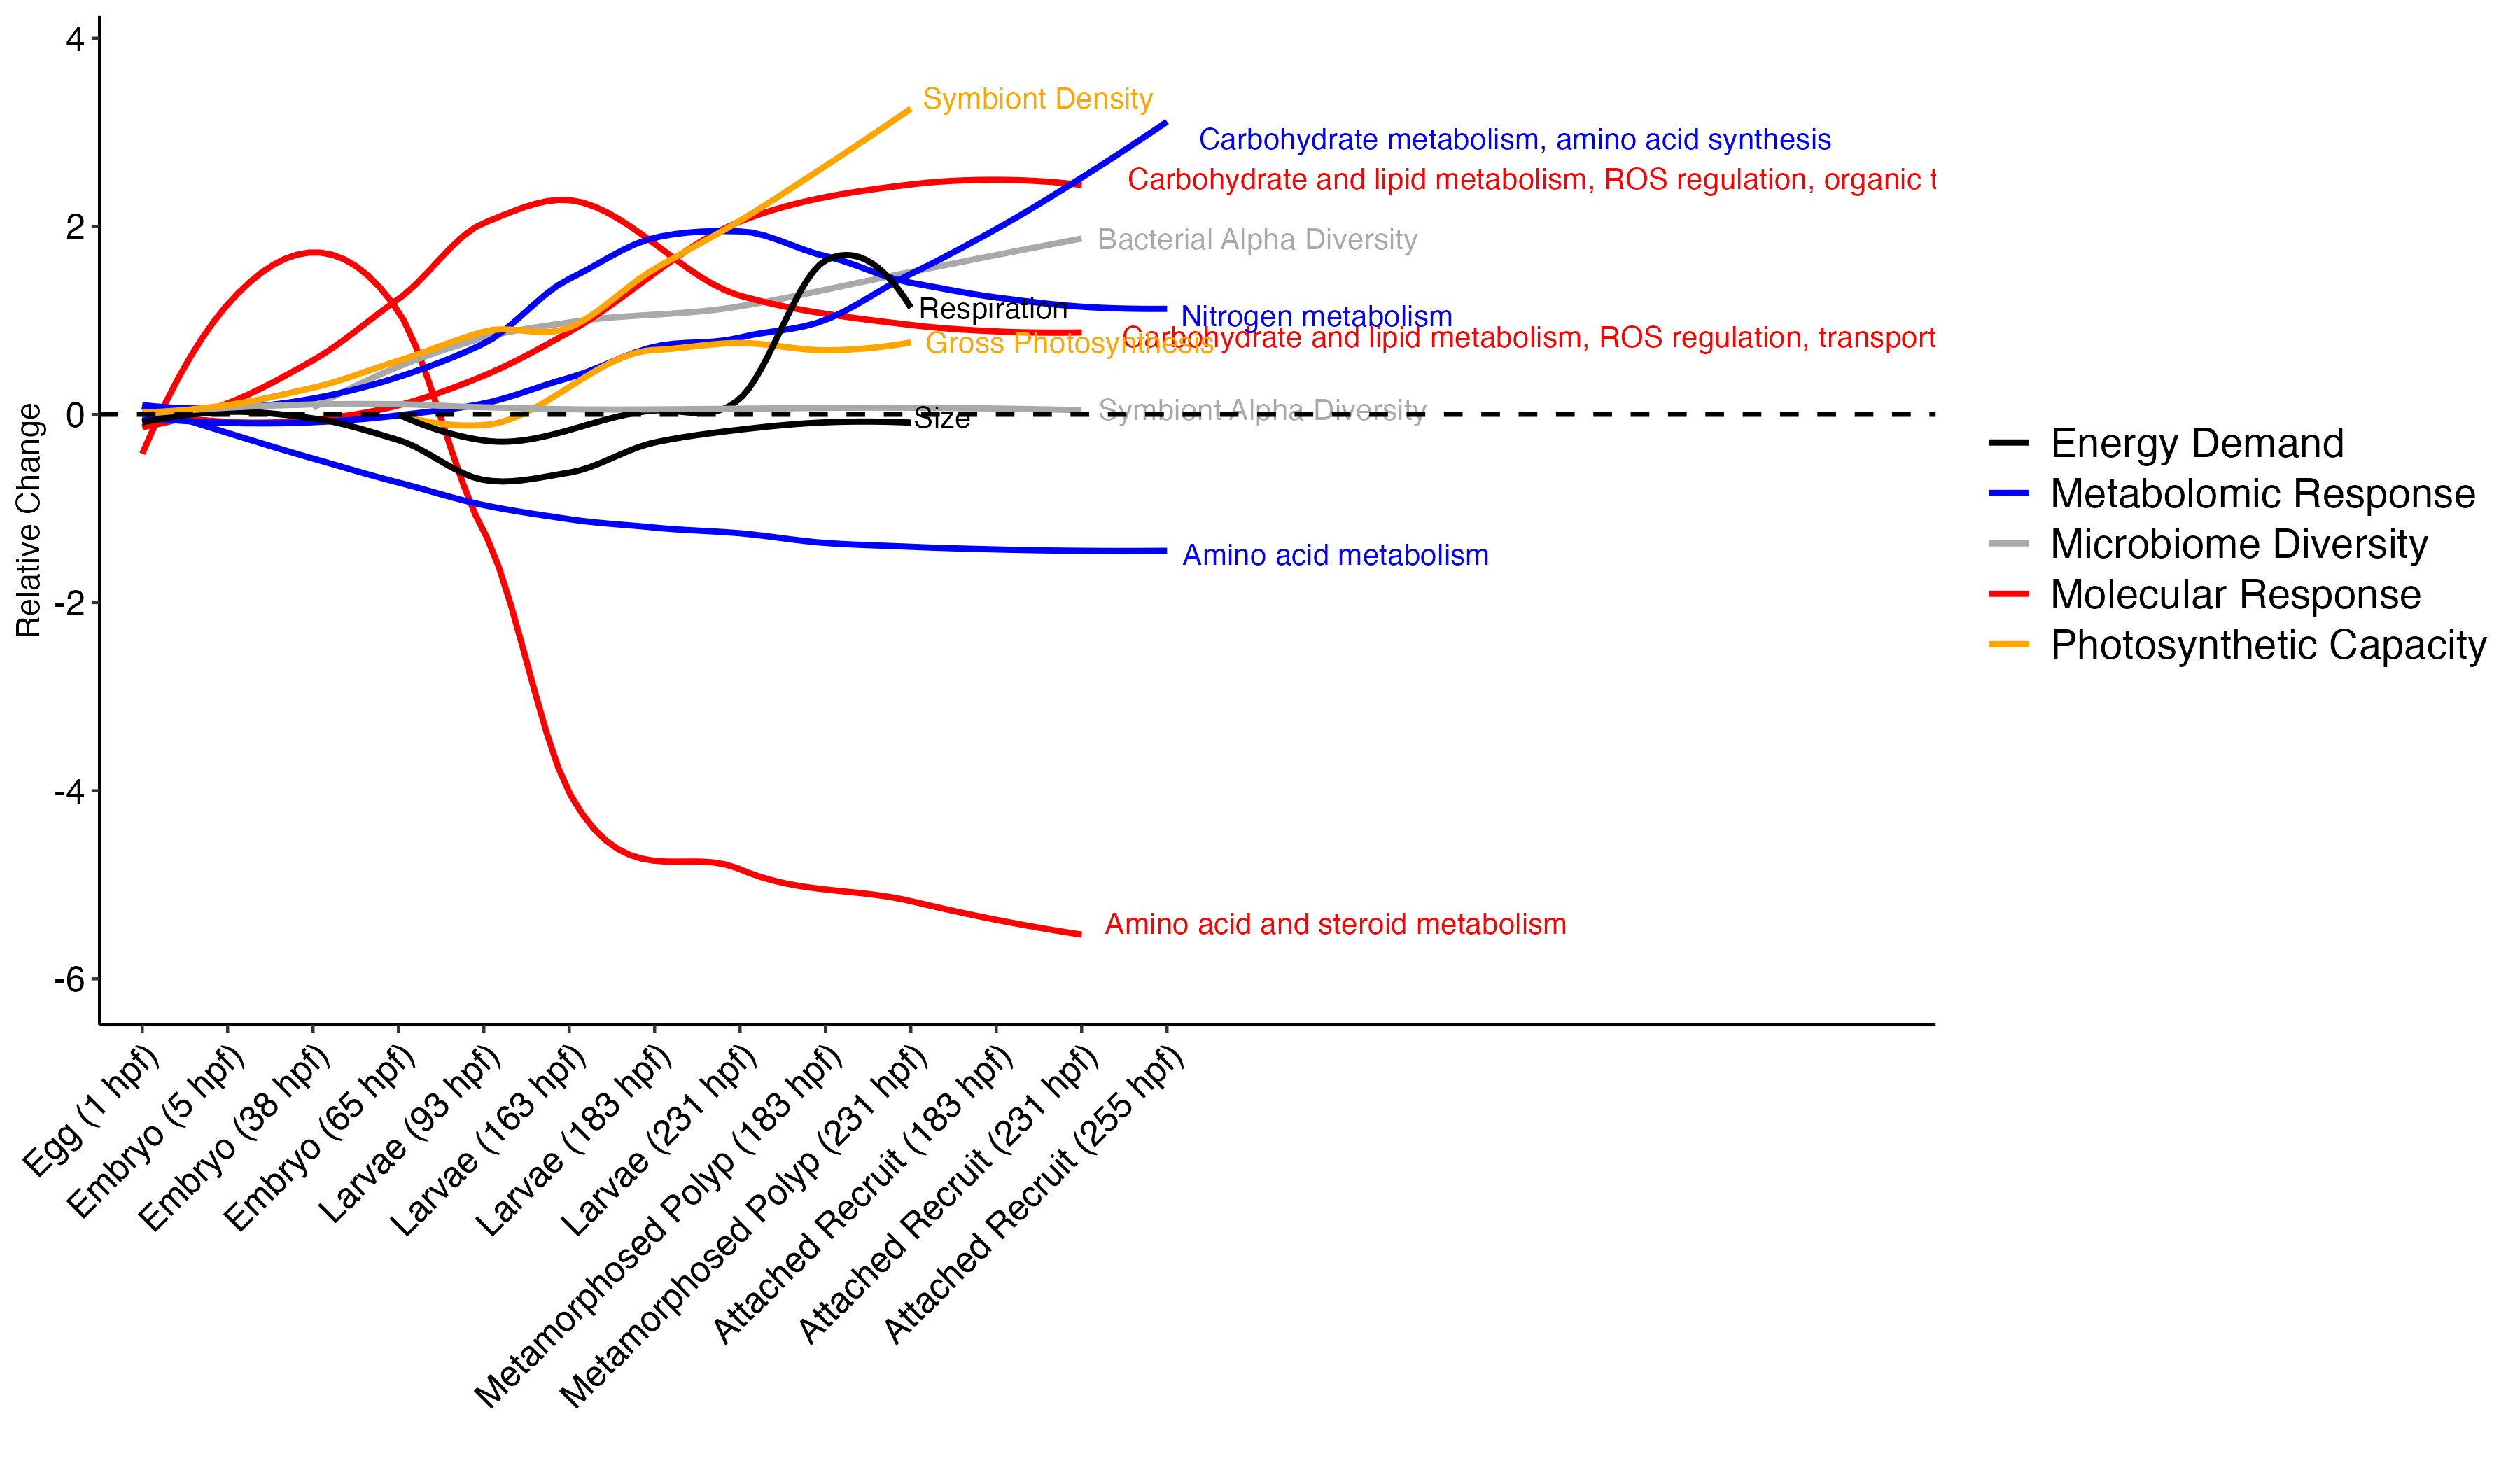 4
2
0
-2
-4
-6
Relative Change
Symbiont Density
Carbohydrate metabolism, amino acid synthesis
Carbohydrate and lipid metabolism, ROS regulation, organic t
Bacterial Alpha Diversity
Respiration
Nitrogen metabolism
Carbohydrate and lipid metabolism, ROS regulation, transport
Gross Photosynthesis
Symbiont Alpha Diversity
Size
Amino acid metabolism
Amino acid and steroid metabolism
Energy Demand
Metabolomic Response
Microbiome Diversity
Molecular Response
Photosynthetic Capacity
Egg (1 hpf)
Embryo (5 hpf)
Embryo (38 hpf)
Embryo (65 hpf)
Larvae (93 hpf)
Larvae (163 hpf)
Larvae (183 hpf)
Larvae (231 hpf)
Metamorphosed Polyp (183 hpf)
Metamorphosed Polyp (231 hpf)
Attached Recruit (183 hpf)
Attached Recruit (231 hpf)
Attached Recruit (255 hpf)